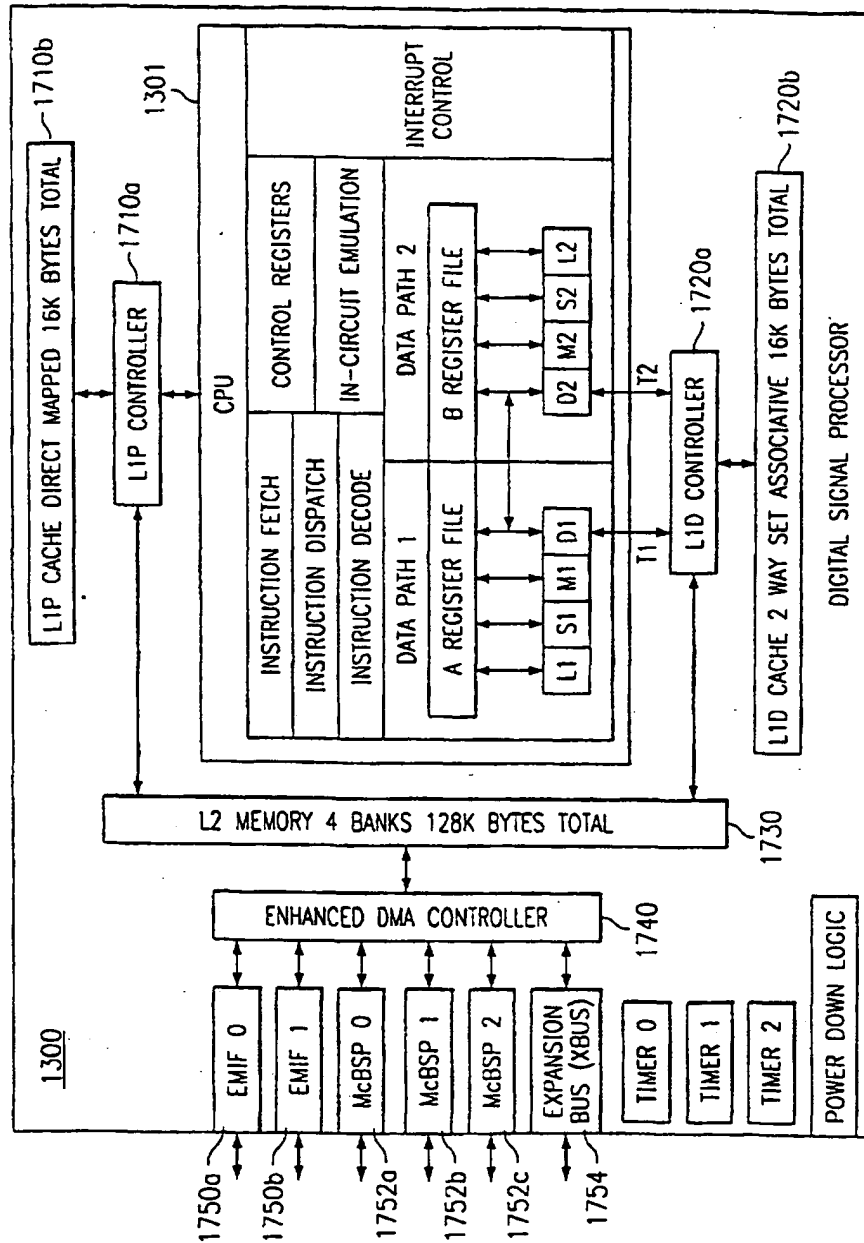 1300
1750a
EMIF 0
1750b
EMIF 1
1752a
McBSP 0
1752b
McBSP 1
1752c
McBSP 2
1754
EXPANSION
BUS (XBUS)
TIMER 0
TIMER 1
TIMER 2
POWER DOWN LOGIC
ENHANCED DMA CONTROLLER
1740
L2 MEMORY 4 BANKS 128K BYTES TOTAL
1730
L1P CACHE DIRECT MAPPED 16K BYTES TOTAL
1710b
L1P CONTROLLER
1710a
1301
CPU
INSTRUCTION FETCH
INSTRUCTION DISPATCH
INSTRUCTION DECODE
CONTROL REGISTERS
IN-CIRCUIT EMULATION
INTERRUPT
CONTROL
DATA PATH 1
A REGISTER FILE
L1 S1 M1 D1
DATA PATH 2
B REGISTER FILE
D2 M2 S2 L2
T1
T2
L1D CONTROLLER
1720a
L1D CACHE 2 WAY SET ASSOCIATIVE 16K BYTES TOTAL
1720b
DIGITAL SIGNAL PROCESSOR